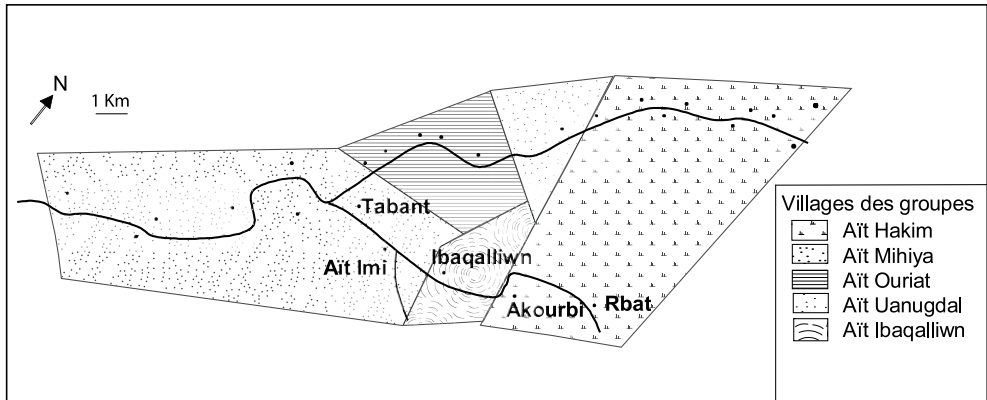 N
1 Km
Tabant
Aït Imi
Ibaqalliwn
Akourbi
Rbat
Villages des groupes
Aït Hakim
Aït Mihiya
Aït Ouriat
Aït Uanugdal
Aït Ibaqalliwn